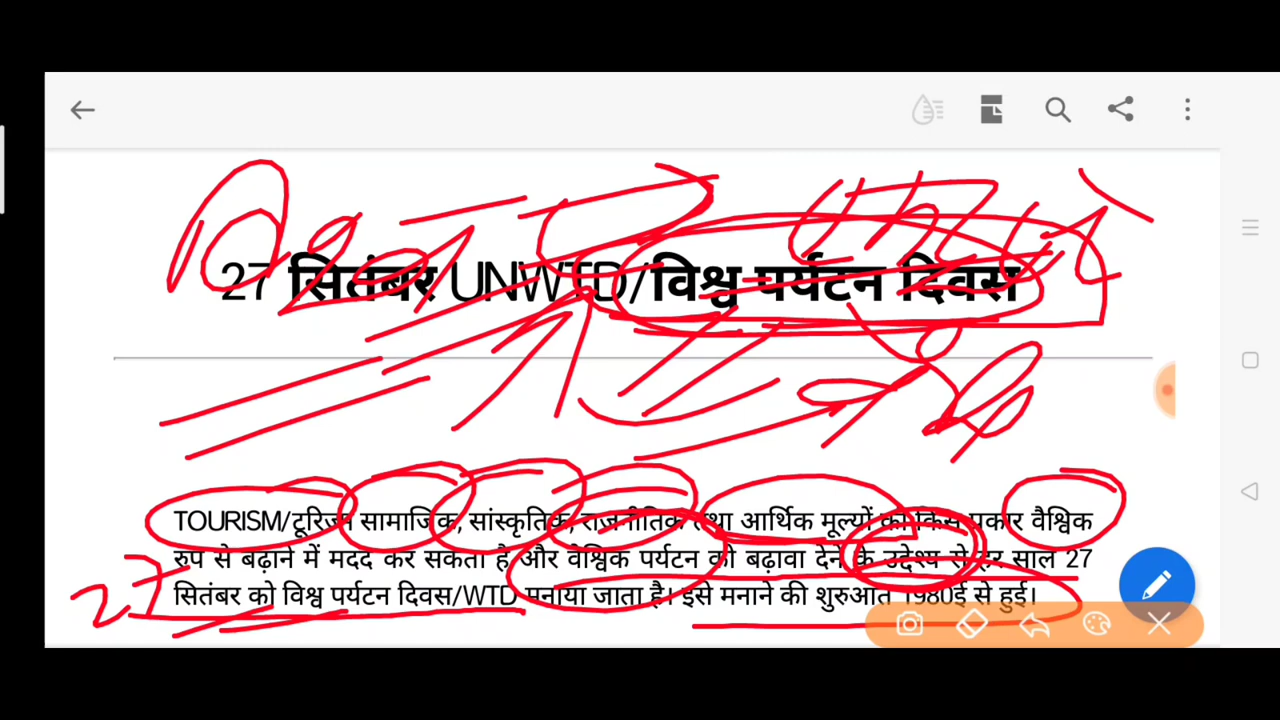 27 सितंबर UNWTD/विश्व पर्यटन दिवस
TOURISM/टूरिज्म सामाजिक, सांस्कृतिक, राजनीतिक तथा आर्थिक मूल्यों को किस प्रकार वैश्विक
रुप से बढ़ाने में मदद कर सकता है और वैश्विक पर्यटन को बढ़ावा देने के उद्देश्य से हर साल 27
सितंबर को विश्व पर्यटन दिवस/WTD मनाया जाता है। इसे मनाने की शुरुआत 1980ई से हुई।
27